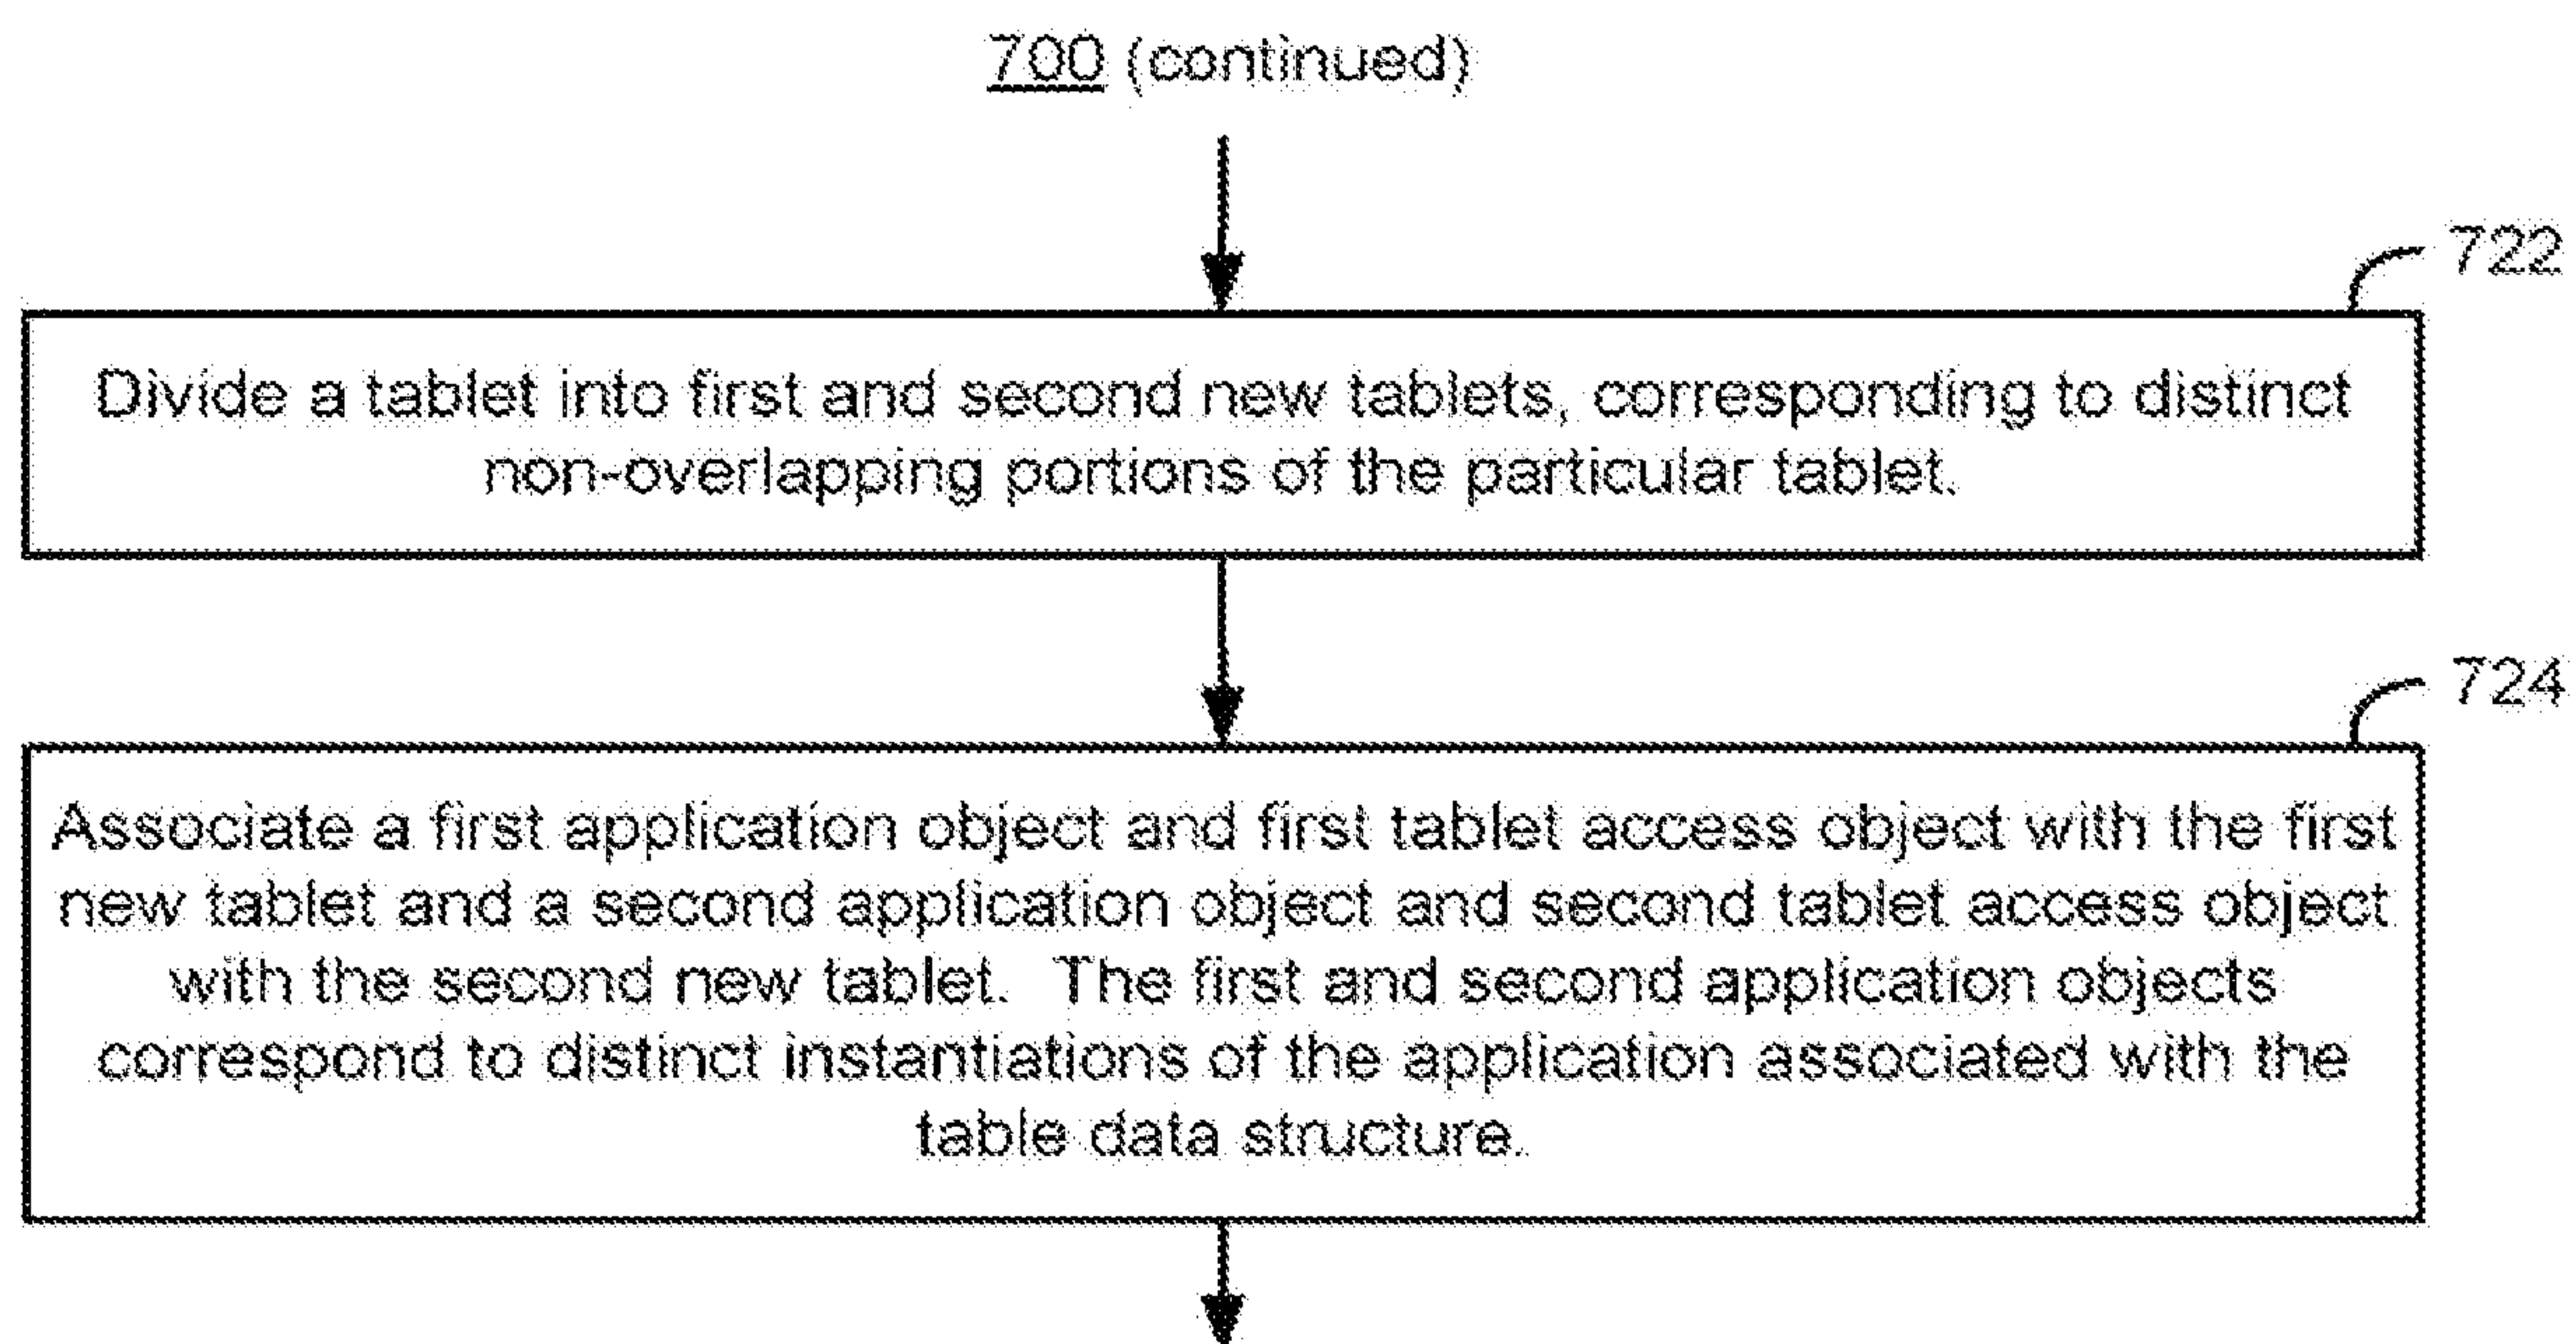 700 (continued)
722
Divide a tablet into first and second new tablets, corresponding to distinct
non-overlapping portions of the particular tablet.
724
Associate a first application object and first tablet access object with the first
new tablet and a second application object and second tablet access object
with the second new tablet. The first and second application objects
correspond to distinct instantiations of the application associated with the
table data structure.